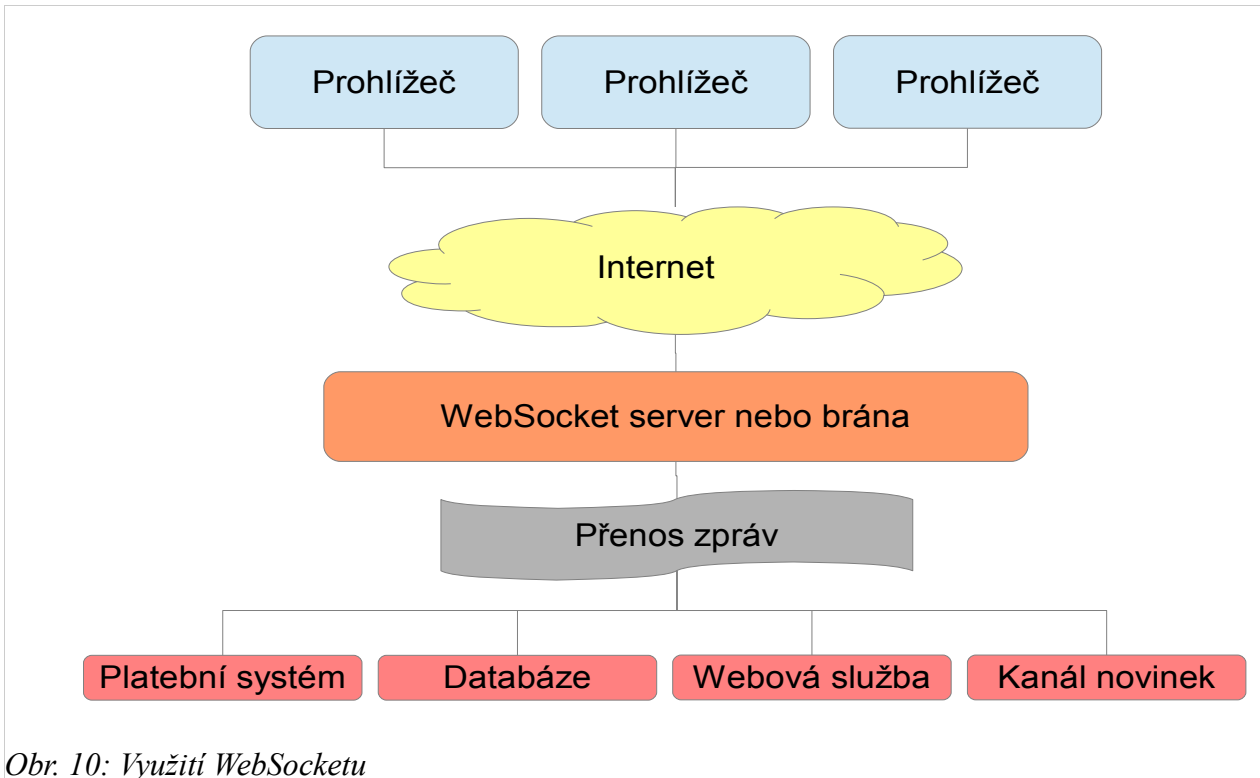 Prohlížeč Prohlížeč Prohlížeč
Internet
WebSocket server nebo brána
Přenos zpráv
Platební systém Databáze Webová služba Kanál novinek
Obr. 10: Využití WebSocketu